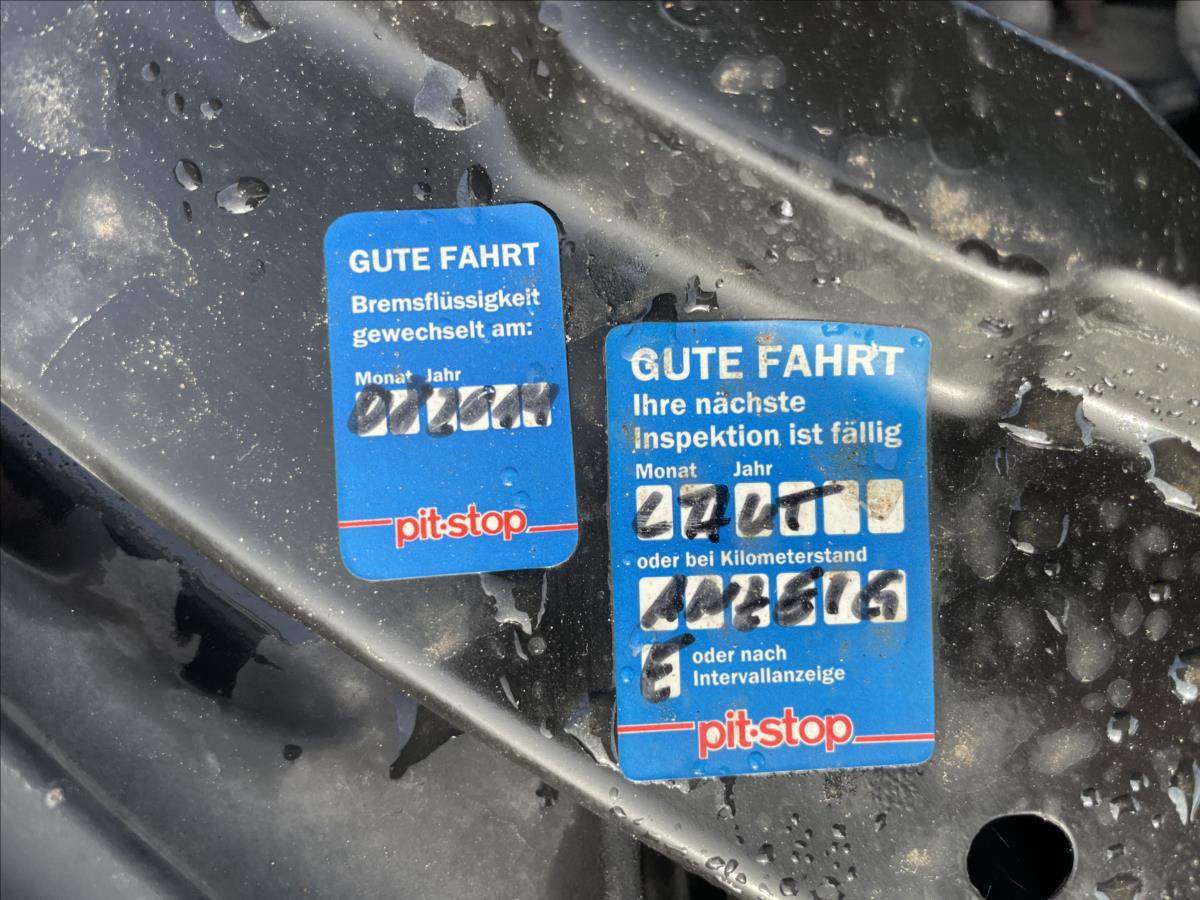 GUTE FAHRT
Bremsflüssigkeit
gewechselt am:
Monat Jahr
pit·stop
GUTE FAHRT
Ihre nächste
Inspektion ist fällig
Monat Jahr
LAUT
oder bei Kilometerstand
ANZEIG
E oder nach
Intervallanzeige
pit·stop